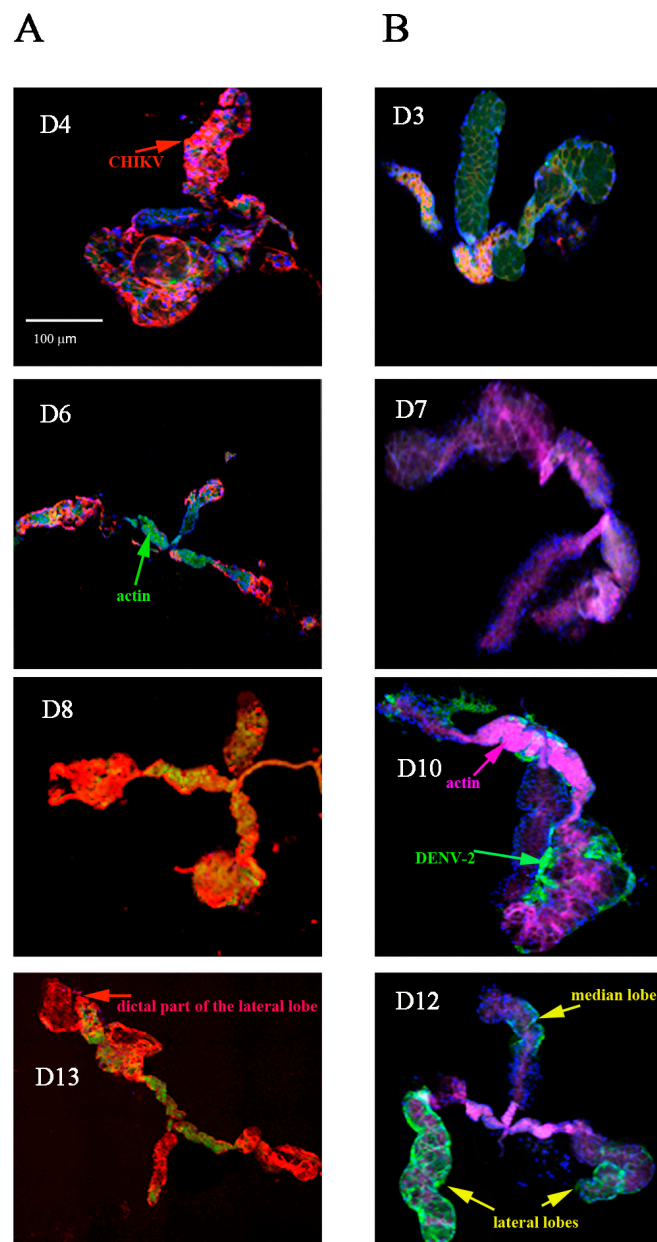 A
B
D4
CHIKV
100 μm
D3
D6
actin
D7
D8
D10
actin
DENV-2
dictal part of the lateral lobe
D13
D12
median lobe
lateral lobes